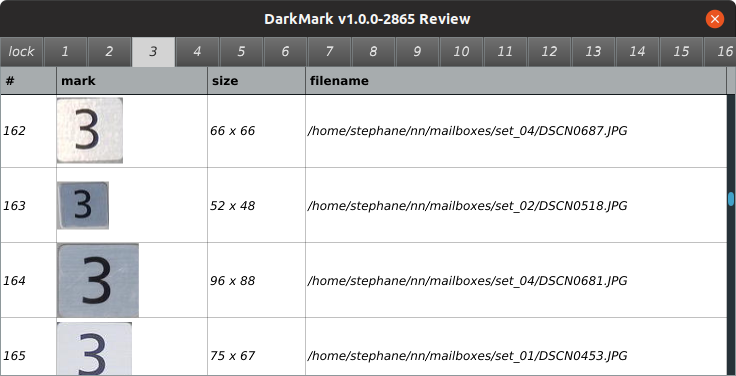 DarkMark v1.0.0-2865 Review
lock 1 2 3 4 5 6 7 8 9 10 11 12 13 14 15 16
# mark size filename
162 3 66 x 66 /home/stephane/nn/mailboxes/set_04/DSCN0687.JPG
163 3 52 x 48 /home/stephane/nn/mailboxes/set_02/DSCN0518.JPG
164 3 96 x 88 /home/stephane/nn/mailboxes/set_04/DSCN0681.JPG
165 3 75 x 67 /home/stephane/nn/mailboxes/set_01/DSCN0453.JPG